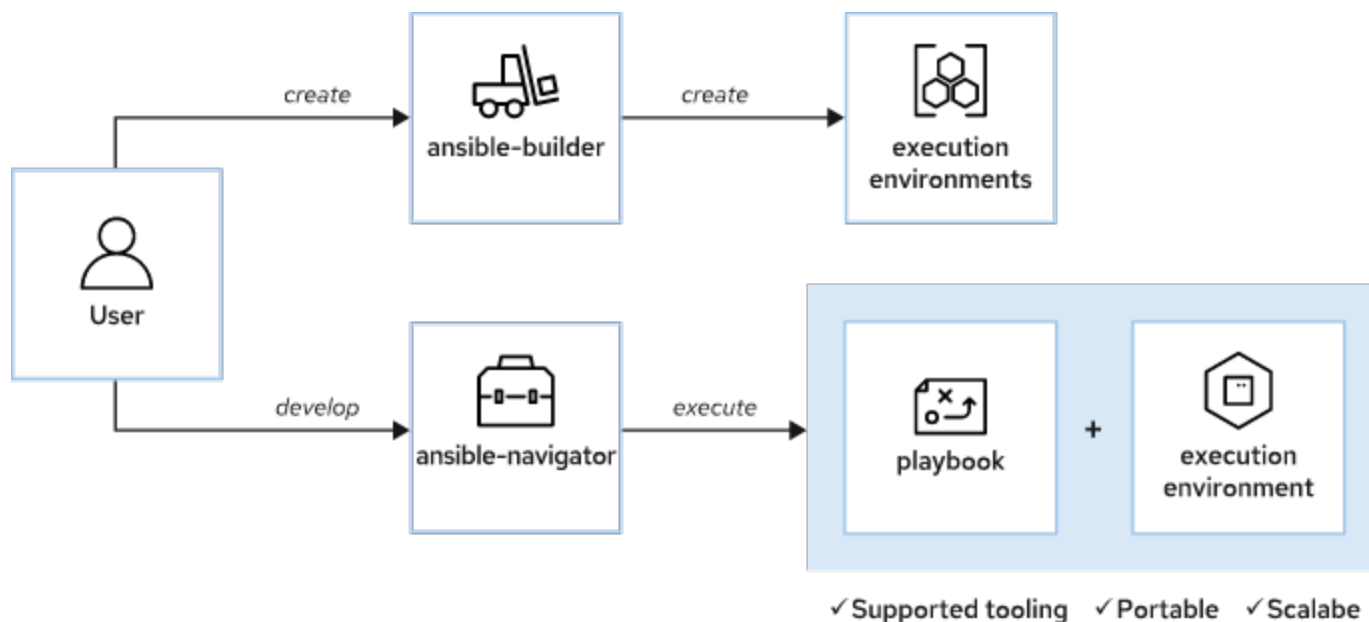 create
create
ansible-builder
execution
environments
User
develop
ansible-navigator
execute
playbook
+
execution
environment
✓Supported tooling ✓Portable ✓Scalabe